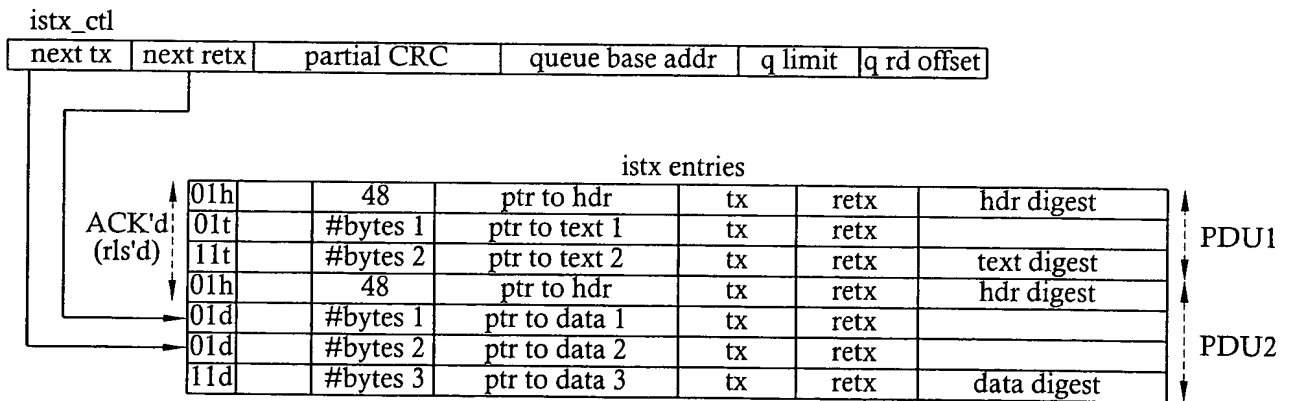 istx_ctl
next tx next retx partial CRC queue base addr q limit q rd offset
istx entries
01h 48 ptr to hdr tx retx hdr digest
ACK'd 01t #bytes 1 ptr to text 1 tx retx PDU1
(rls'd) 11t #bytes 2 ptr to text 2 tx retx text digest
01h 48 ptr to hdr tx retx hdr digest
01d #bytes 1 ptr to data 1 tx retx
01d #bytes 2 ptr to data 2 tx retx PDU2
11d #bytes 3 ptr to data 3 tx retx data digest